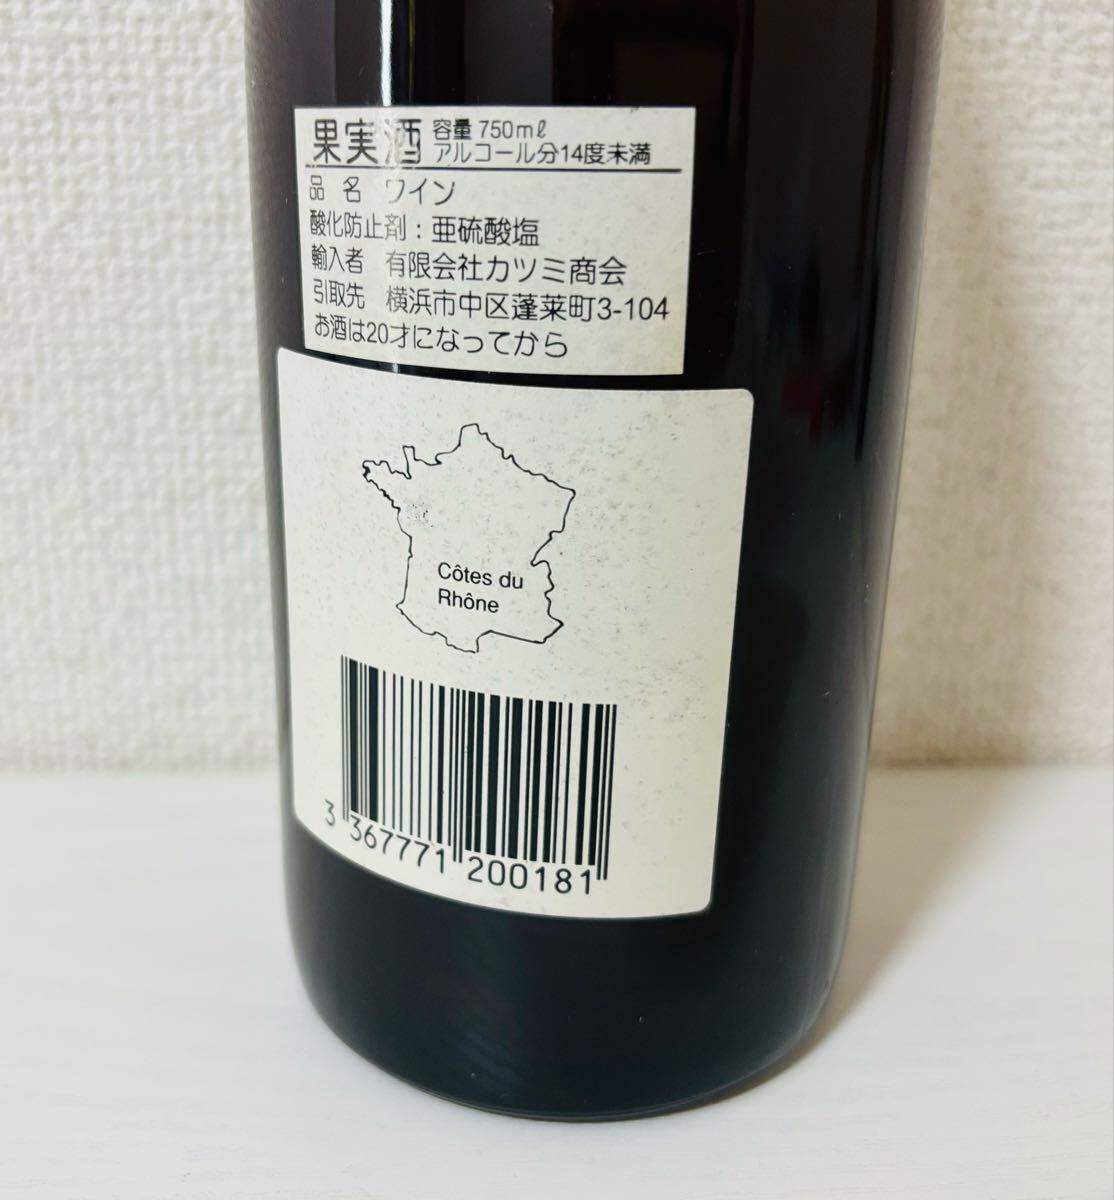 果実酒 容量 750mℓ
アルコール分14度未満
品 名 ワイン
酸化防止剤：亜硫酸塩
輸入者 有限会社カツミ商会
引取先 横浜市中区蓬莱町3-104
お酒は20才になってから
Côtes du
Rhône
3 367771 200181